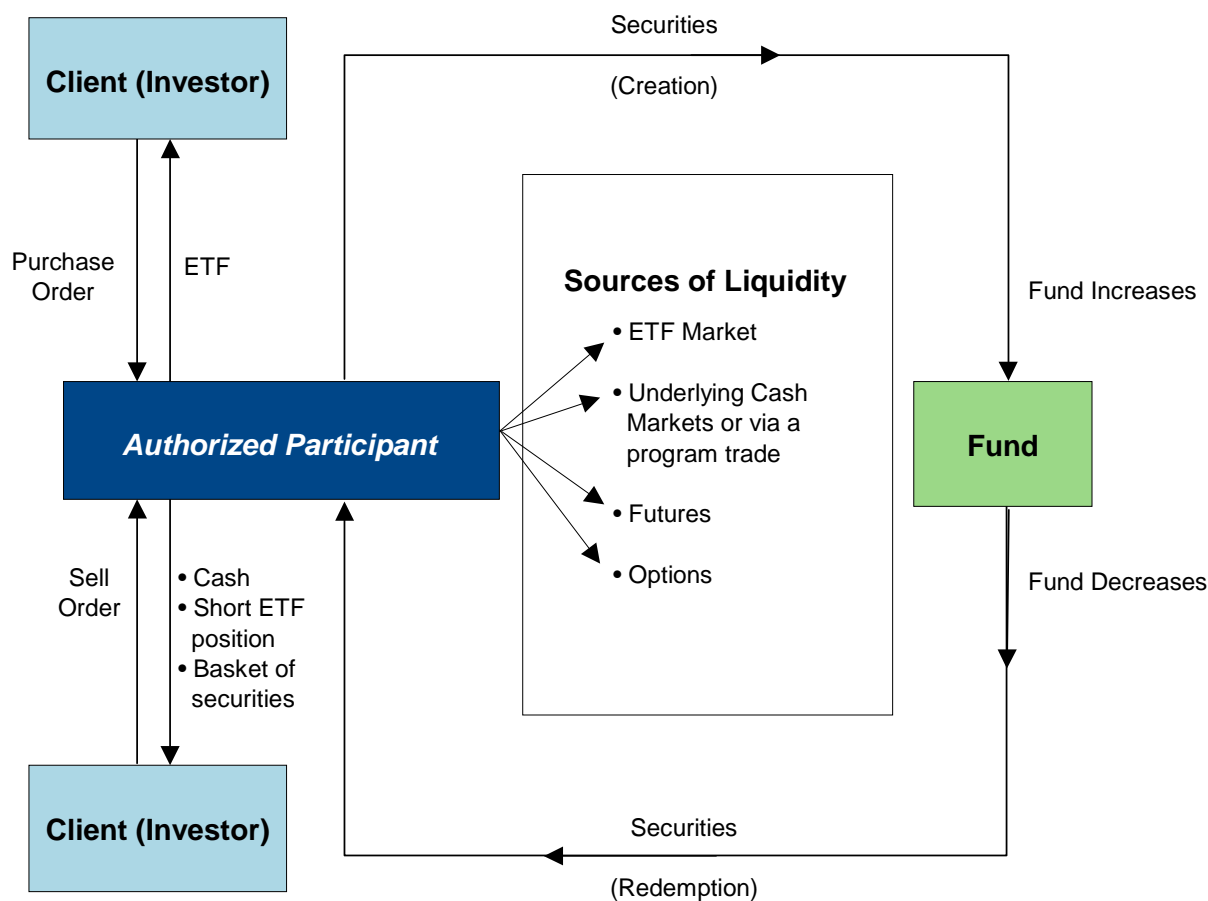 Securities
(Creation)
Client (Investor)
Purchase
Order
ETF
Sources of Liquidity
• ETF Market
• Underlying Cash
Markets or via a
program trade
• Futures
• Options
Fund Increases
Authorized Participant
Fund
Fund Decreases
Sell
Order
• Cash
• Short ETF
position
• Basket of
securities
Client (Investor)
Securities
(Redemption)